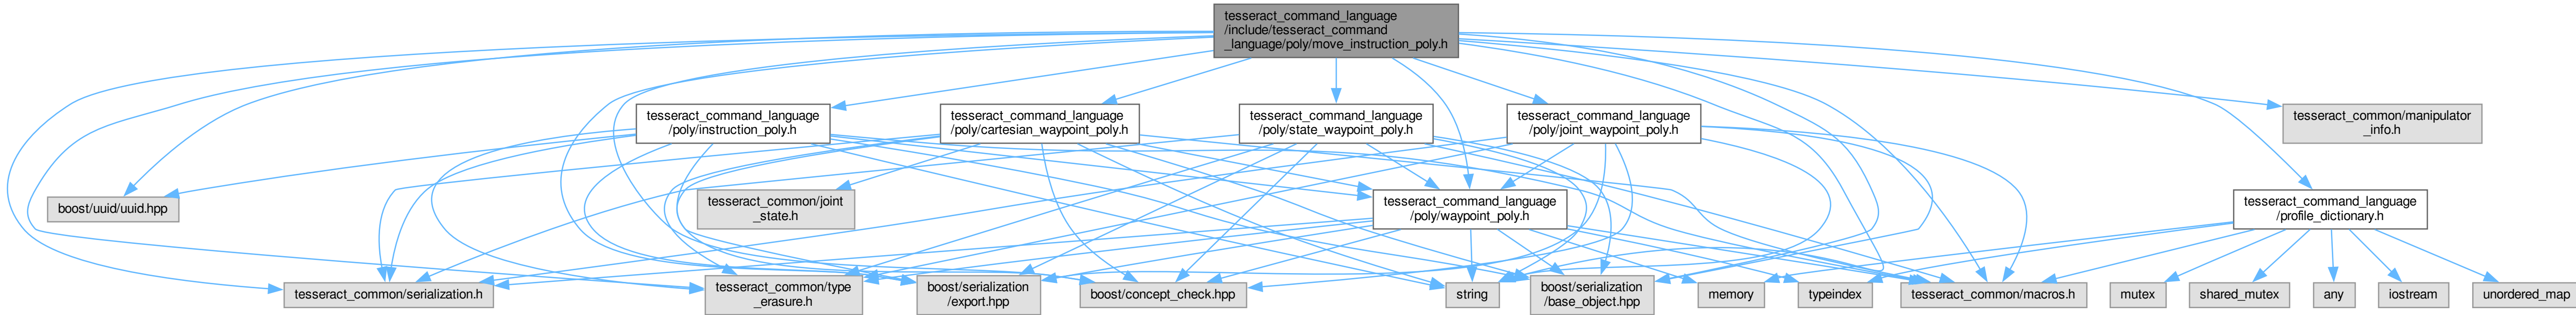 tesseract_command_language
/include/tesseract_command
_language/poly/move_instruction_poly.h
tesseract_command_language
/poly/instruction_poly.h
tesseract_command_language
/poly/cartesian_waypoint_poly.h
tesseract_command_language
/poly/state_waypoint_poly.h
tesseract_command_language
/poly/joint_waypoint_poly.h
tesseract_common/manipulator
_info.h
boost/uuid/uuid.hpp
tesseract_common/joint
_state.h
tesseract_command_language
/poly/waypoint_poly.h
tesseract_command_language
/profile_dictionary.h
tesseract_common/serialization.h
tesseract_common/type
_erasure.h
boost/serialization
/export.hpp
boost/concept_check.hpp
string
boost/serialization
/base_object.hpp
memory
typeindex
tesseract_common/macros.h
mutex
shared_mutex
any
iostream
unordered_map